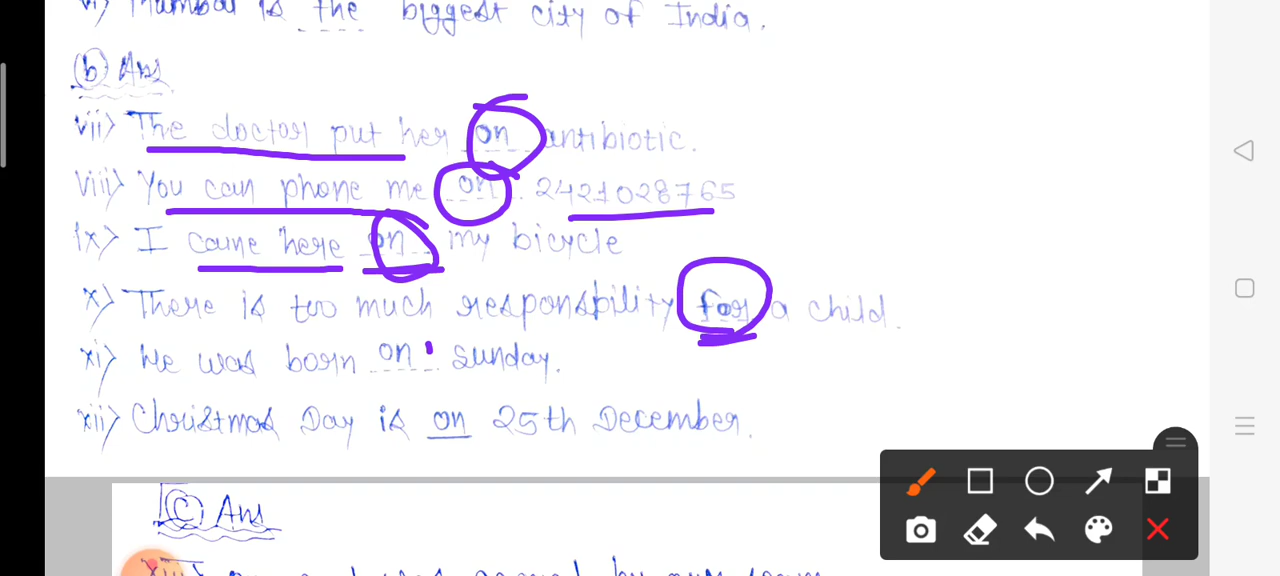 vi) Mumbai is the biggest city of India.
(b) Ans
vii) The doctor put her on antibiotic.
viii) You can phone me on 2421028765
ix) I came here on my bicycle
x) There is too much responsibility for a child.
xi) He was born on Sunday.
xii) Christmas Day is on 25th December.
(C) Ans